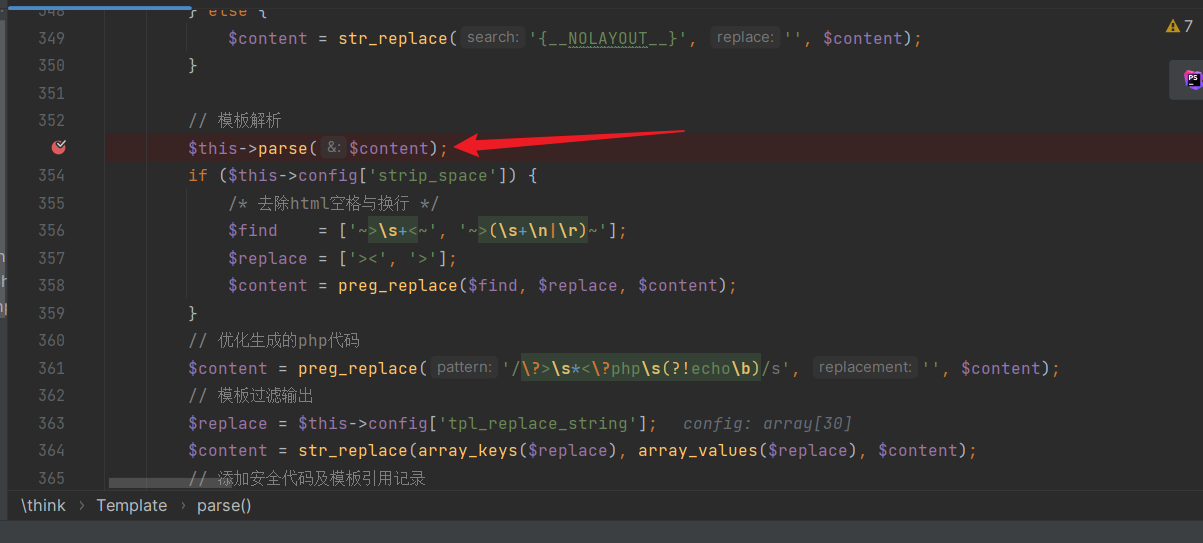 348 } else {
349 $content = str_replace( search: '{__NOLAYOUT__}', replace: '', $content);
350 }
351
352 // 模板解析
$this->parse( &: $content);
354 if ($this->config['strip_space']) {
355 /* 去除html空格与换行 */
356 $find    = ['~>\s+<~', '~>(\s+\n|\r)~'];
357 $replace = ['><', '>'];
358 $content = preg_replace($find, $replace, $content);
359 }
360 // 优化生成的php代码
361 $content = preg_replace( pattern: '/\?>\s*<\?php\s(?!echo\b)/s', replacement: '', $content);
362 // 模板过滤输出
363 $replace = $this->config['tpl_replace_string'];   config: array[30]
364 $content = str_replace(array_keys($replace), array_values($replace), $content);
365 // 添加安全代码及模板引用记录
\think › Template › parse()
7
PS